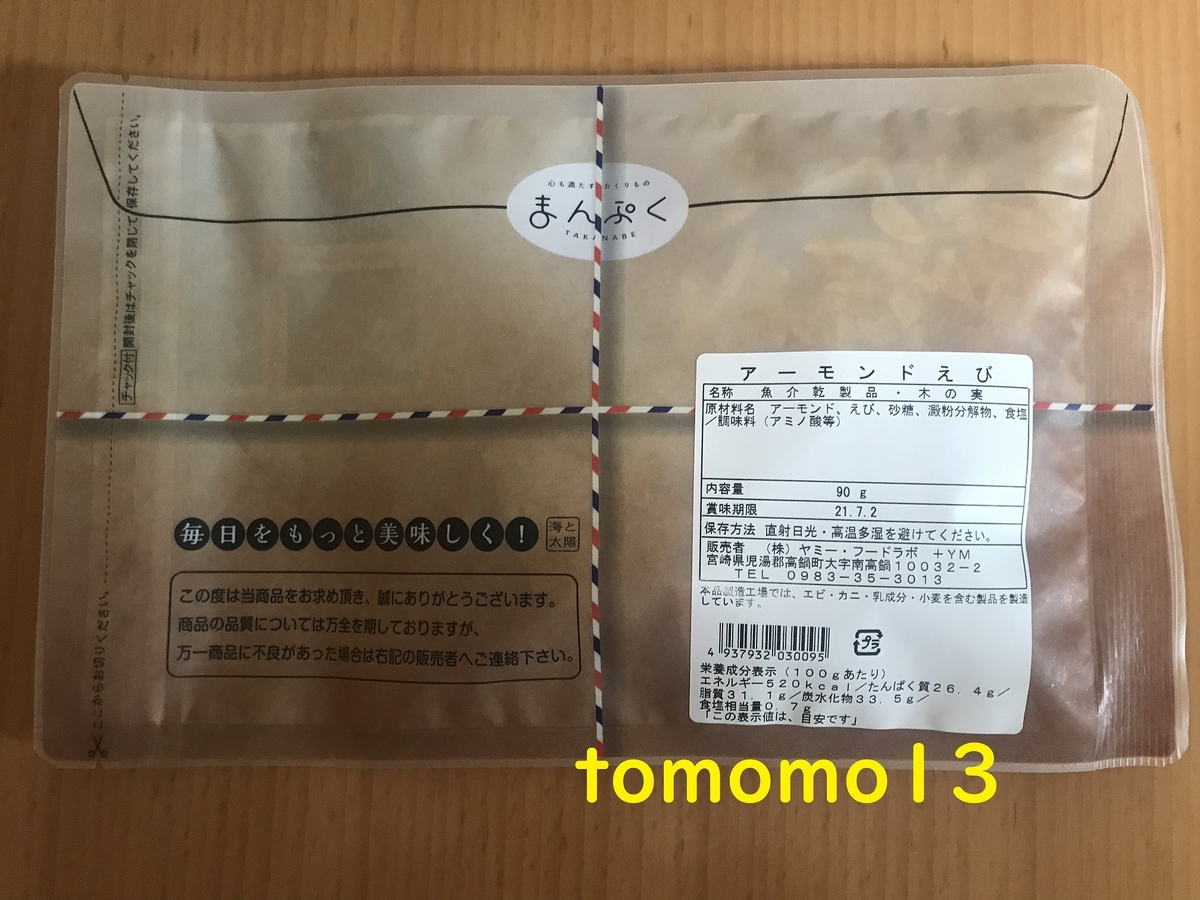 心も満たす おくりもの
まんぷく
TAKANABE
チャック付 開封後はチャックを閉じて保存してください。
ここからお切りください。
毎日をもっと美味しく! 海と太陽
この度は当商品をお求め頂き、誠にありがとうございます。
商品の品質については万全を期しておりますが、
万一商品に不良があった場合は右記の販売者へご連絡下さい。
アーモンドえび
名称 魚介乾製品・木の実
原材料名 アーモンド、えび、砂糖、澱粉分解物、食塩
/調味料(アミノ酸等)
内容量 90 g
賞味期限 21.7.2
保存方法 直射日光・高温多湿を避けてください。
販売者 (株)ヤミー・フードラボ +YM
宮崎県児湯郡高鍋町大字南高鍋10032-2
TEL 0983-35-3013
本品製造工場では、エビ・カニ・乳成分・小麦を含む製品を製造
しています。
4 937932 030095
プラ
栄養成分表示(100gあたり)
エネルギー520kcal/たんぱく質26.4g/
脂質31.1g/炭水化物33.5g/
食塩相当量0.7g
「この表示値は、目安です」
tomomo13